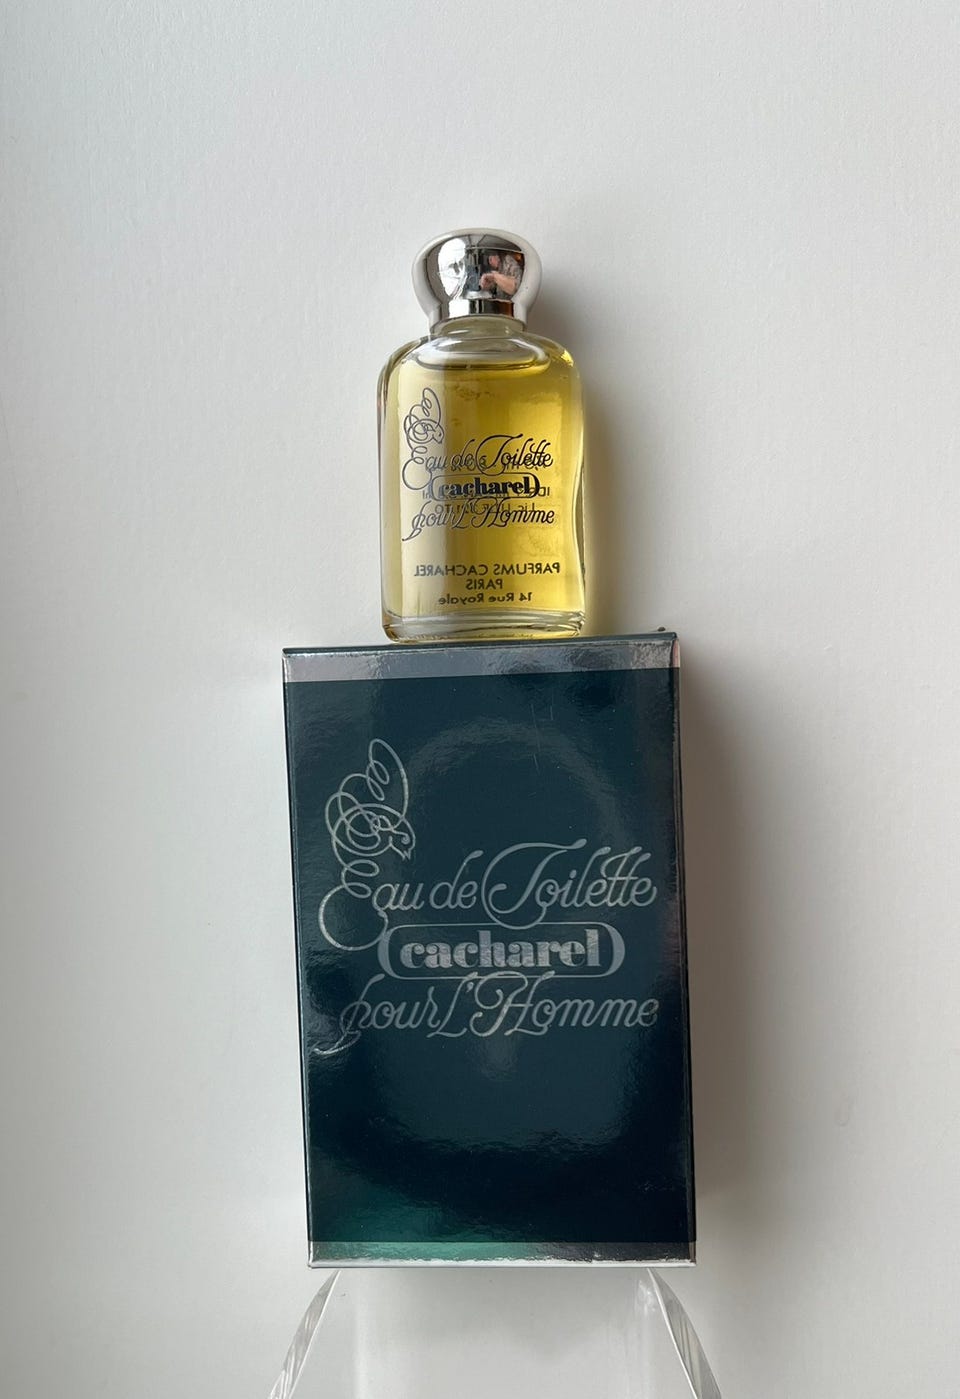 Eau de Toilette
cacharel
pour L'Homme
PARFUMS CACHAREL
PARIS
14 Rue Royale
Eau de Toilette
cacharel
pour L'Homme